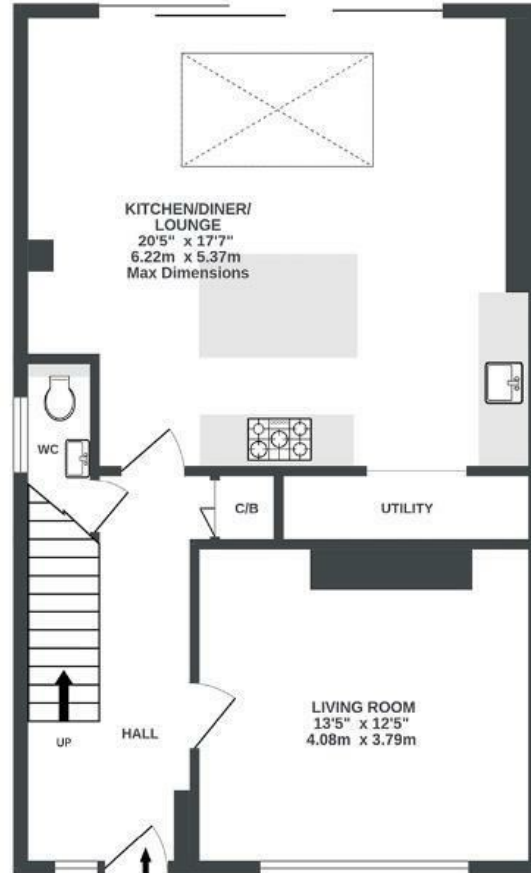 KITCHEN/DINER/
LOUNGE
20'5" x 17'7"
6.22m x 5.37m
Max Dimensions
WC
C/B
UTILITY
LIVING ROOM
13'5" x 12'5"
4.08m x 3.79m
HALL
UP